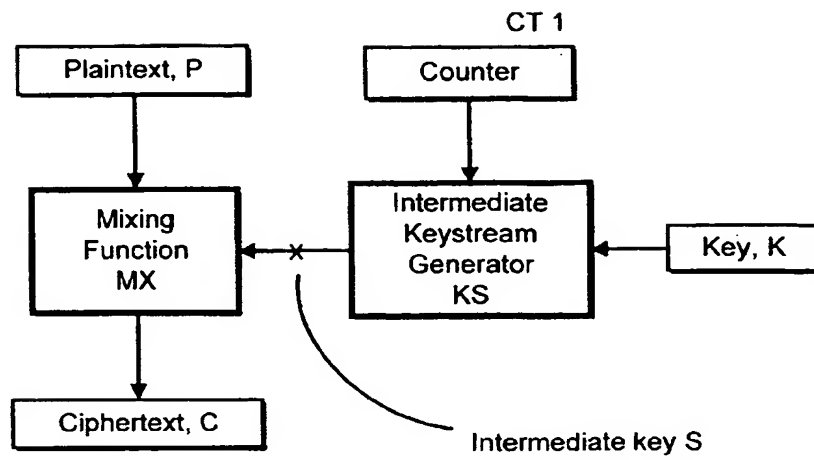 CT 1
Plaintext, P
Counter
Mixing
Function
MX
Intermediate
Keystream
Generator
KS
Key, K
Ciphertext, C
Intermediate key S